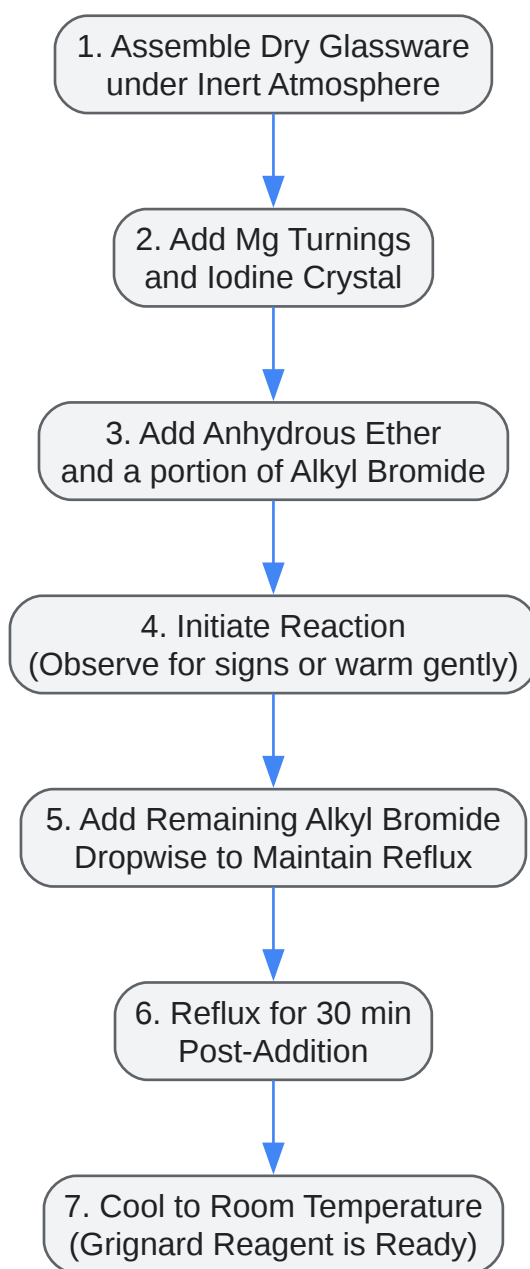 1. Assemble Dry Glassware
under Inert Atmosphere
2. Add Mg Turnings
and Iodine Crystal
3. Add Anhydrous Ether
and a portion of Alkyl Bromide
4. Initiate Reaction
(Observe for signs or warm gently)
5. Add Remaining Alkyl Bromide
Dropwise to Maintain Reflux
6. Reflux for 30 min
Post-Addition
7. Cool to Room Temperature
(Grignard Reagent is Ready)